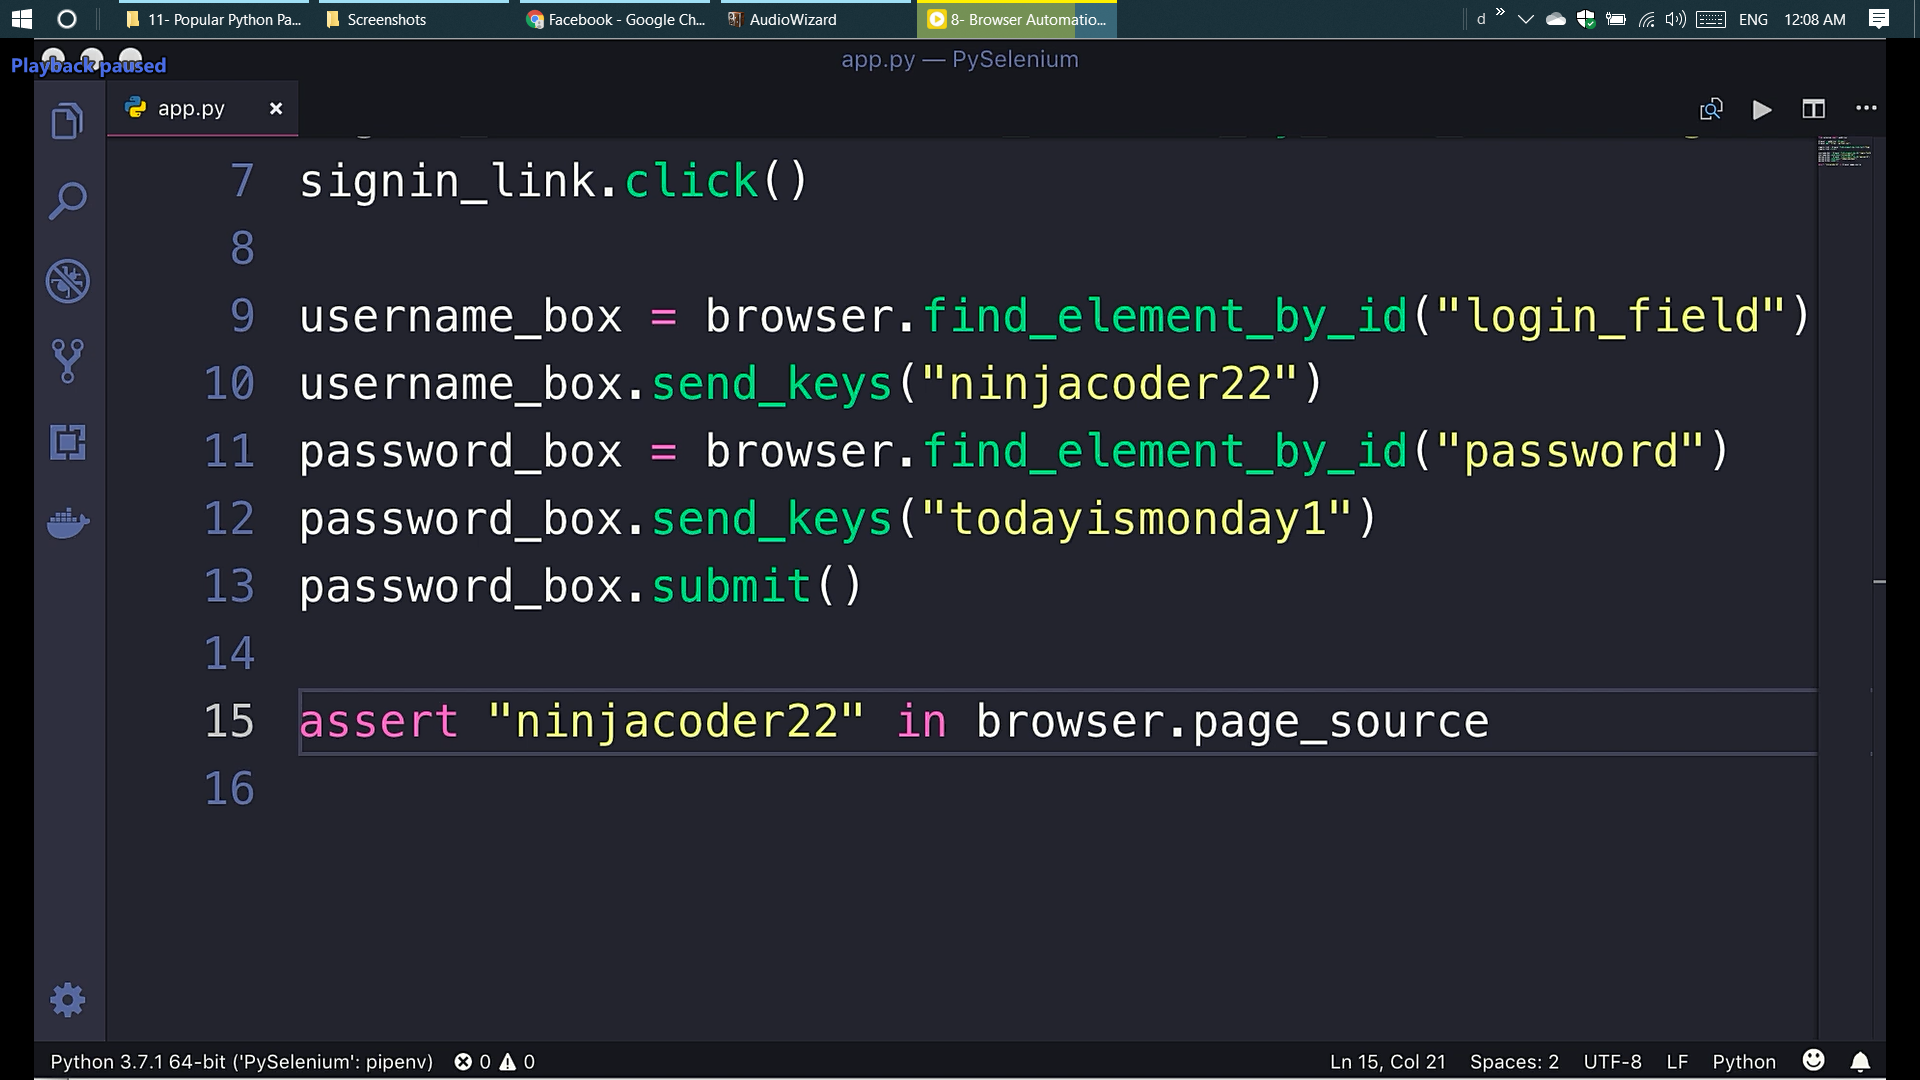 11- Popular Python Pa...
Screenshots
Facebook - Google Ch...
AudioWizard
8- Browser Automatio...
d
ENG
12:08 AM
Playback paused
app.py — PySelenium
app.py
7 signin_link.click()
8
9 username_box = browser.find_element_by_id("login_field")
10 username_box.send_keys("ninjacoder22")
11 password_box = browser.find_element_by_id("password")
12 password_box.send_keys("todayismonday1")
13 password_box.submit()
14
15 assert "ninjacoder22" in browser.page_source
16
Python 3.7.1 64-bit ('PySelenium': pipenv) 0 0 Ln 15, Col 21 Spaces: 2 UTF-8 LF Python